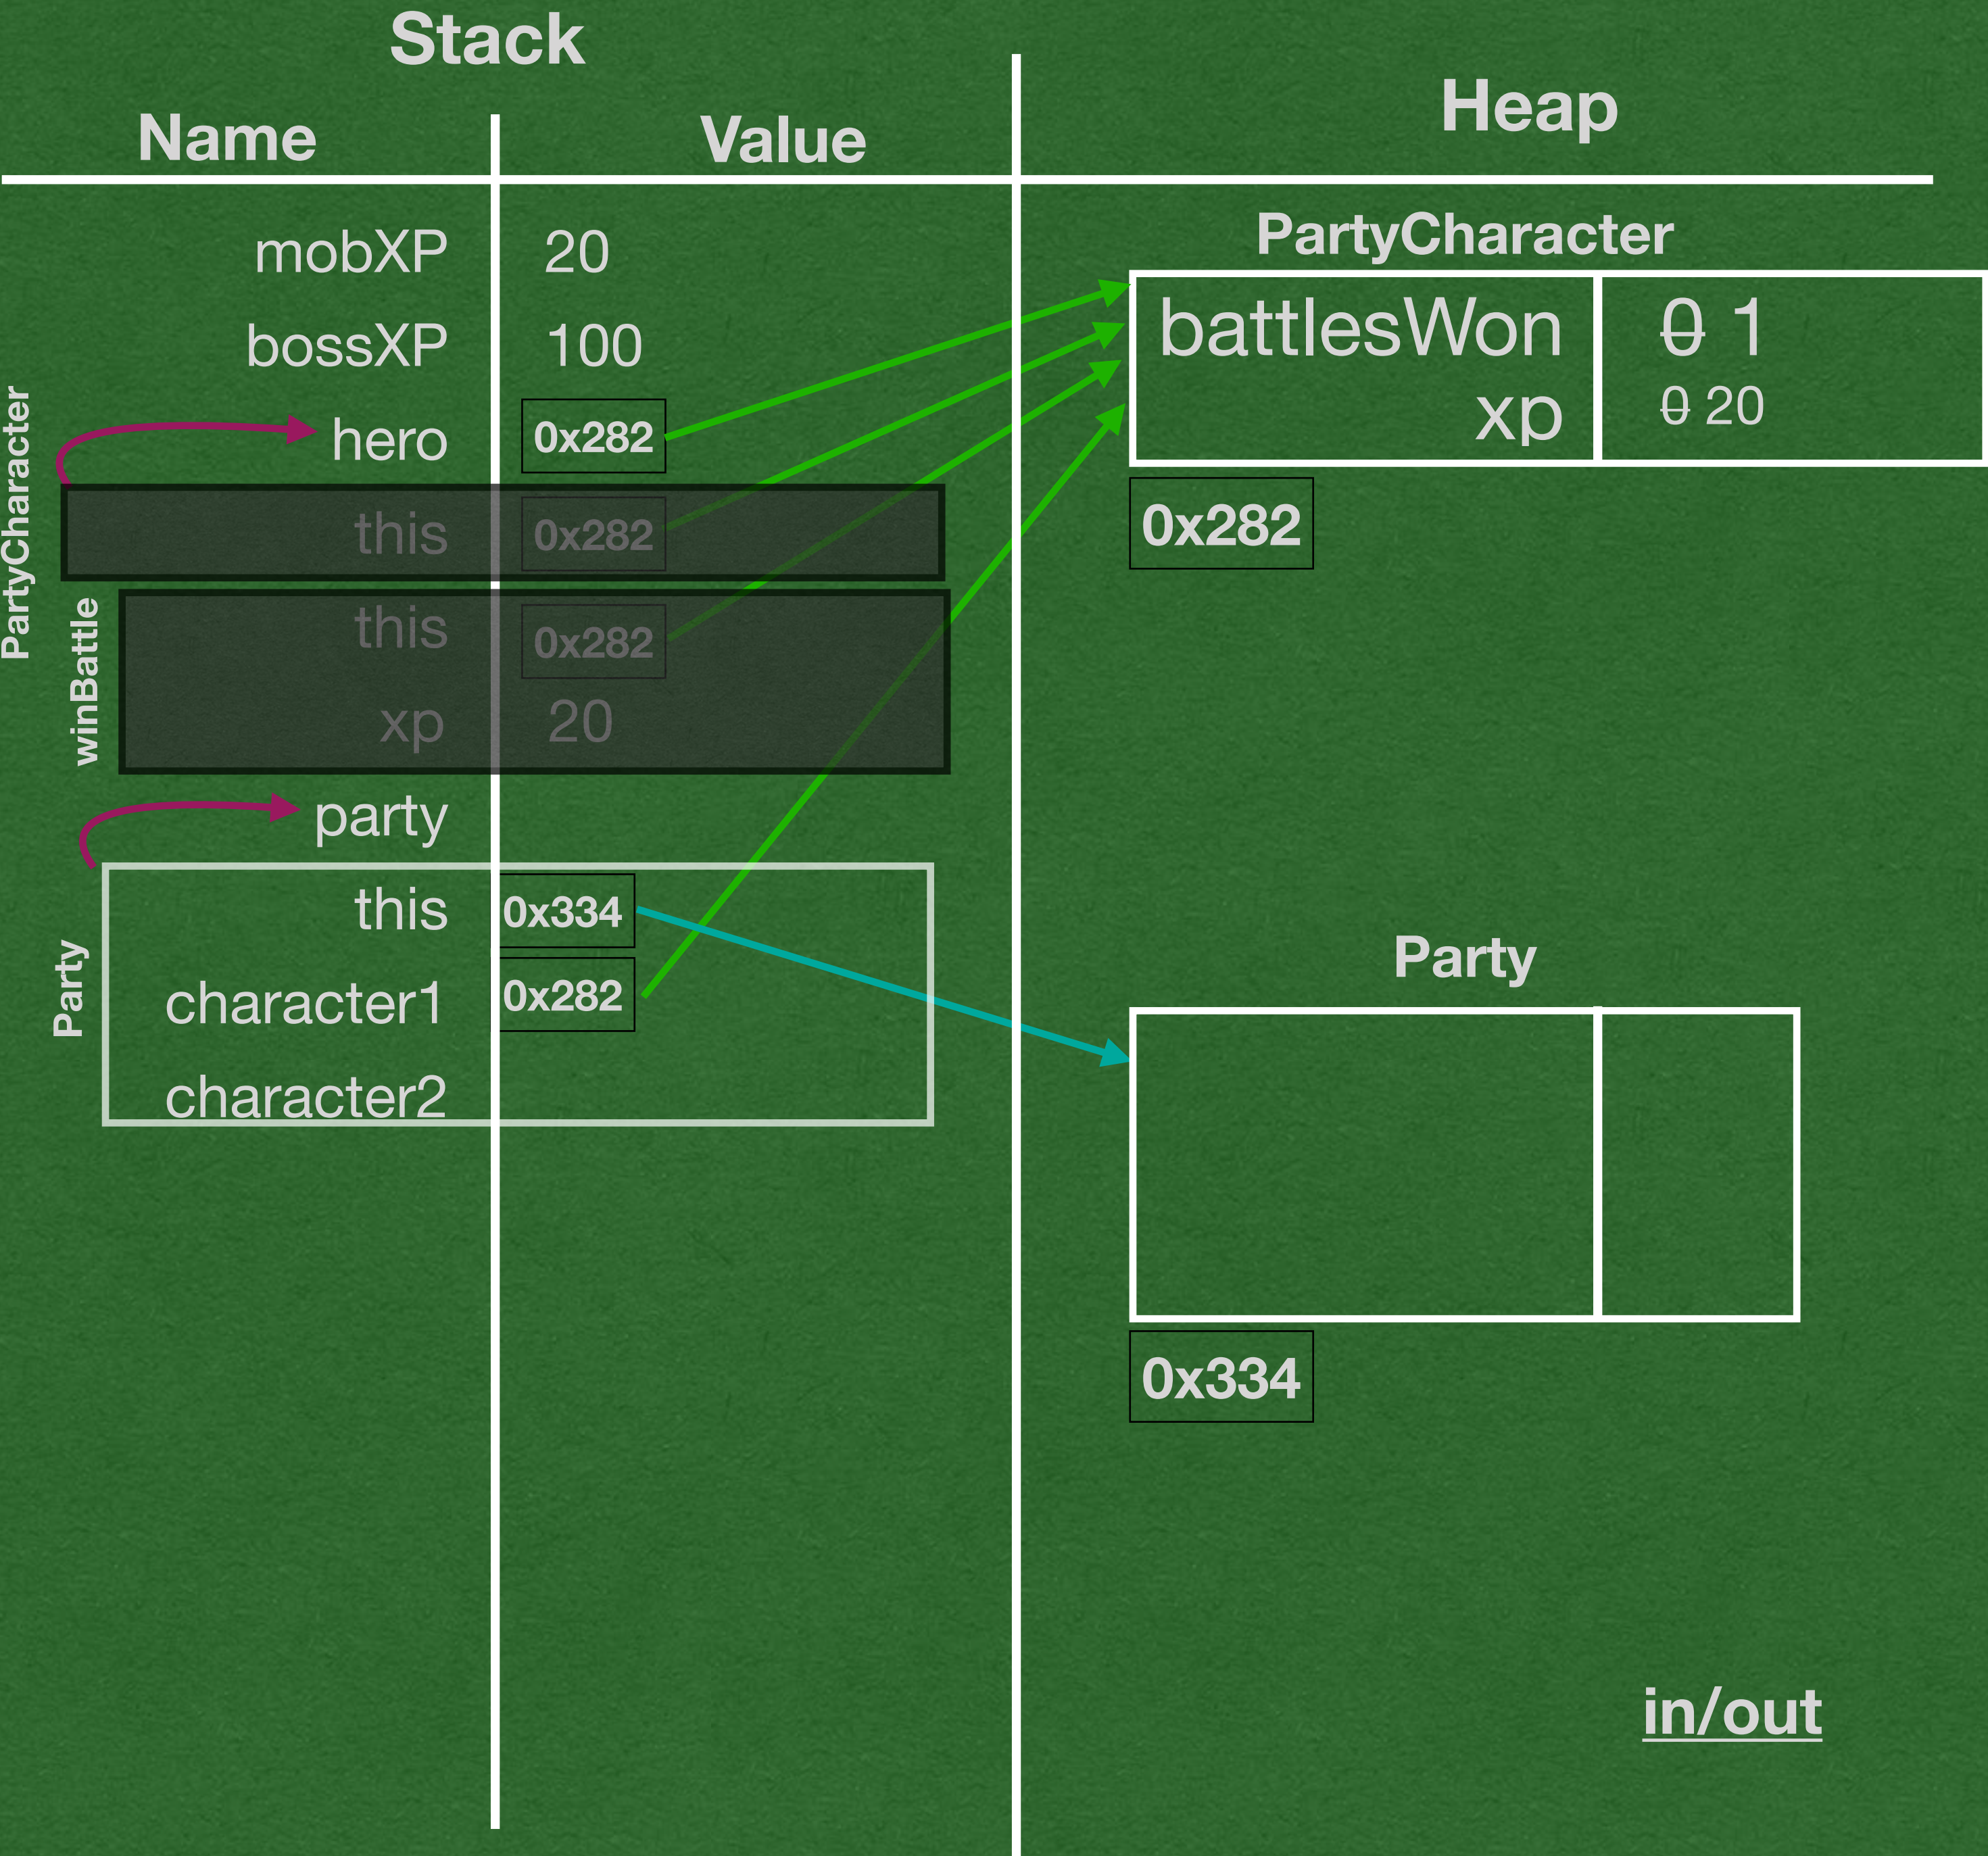 Stack
Heap
Name
Value
mobXP 20
bossXP 100
hero 0x282
PartyCharacter
this 0x282
winBattle
this 0x282
xp 20
party
Party
this 0x334
character1 0x282
character2
PartyCharacter
battlesWon 0 1
xp 0 20
0x282
Party
0x334
in/out